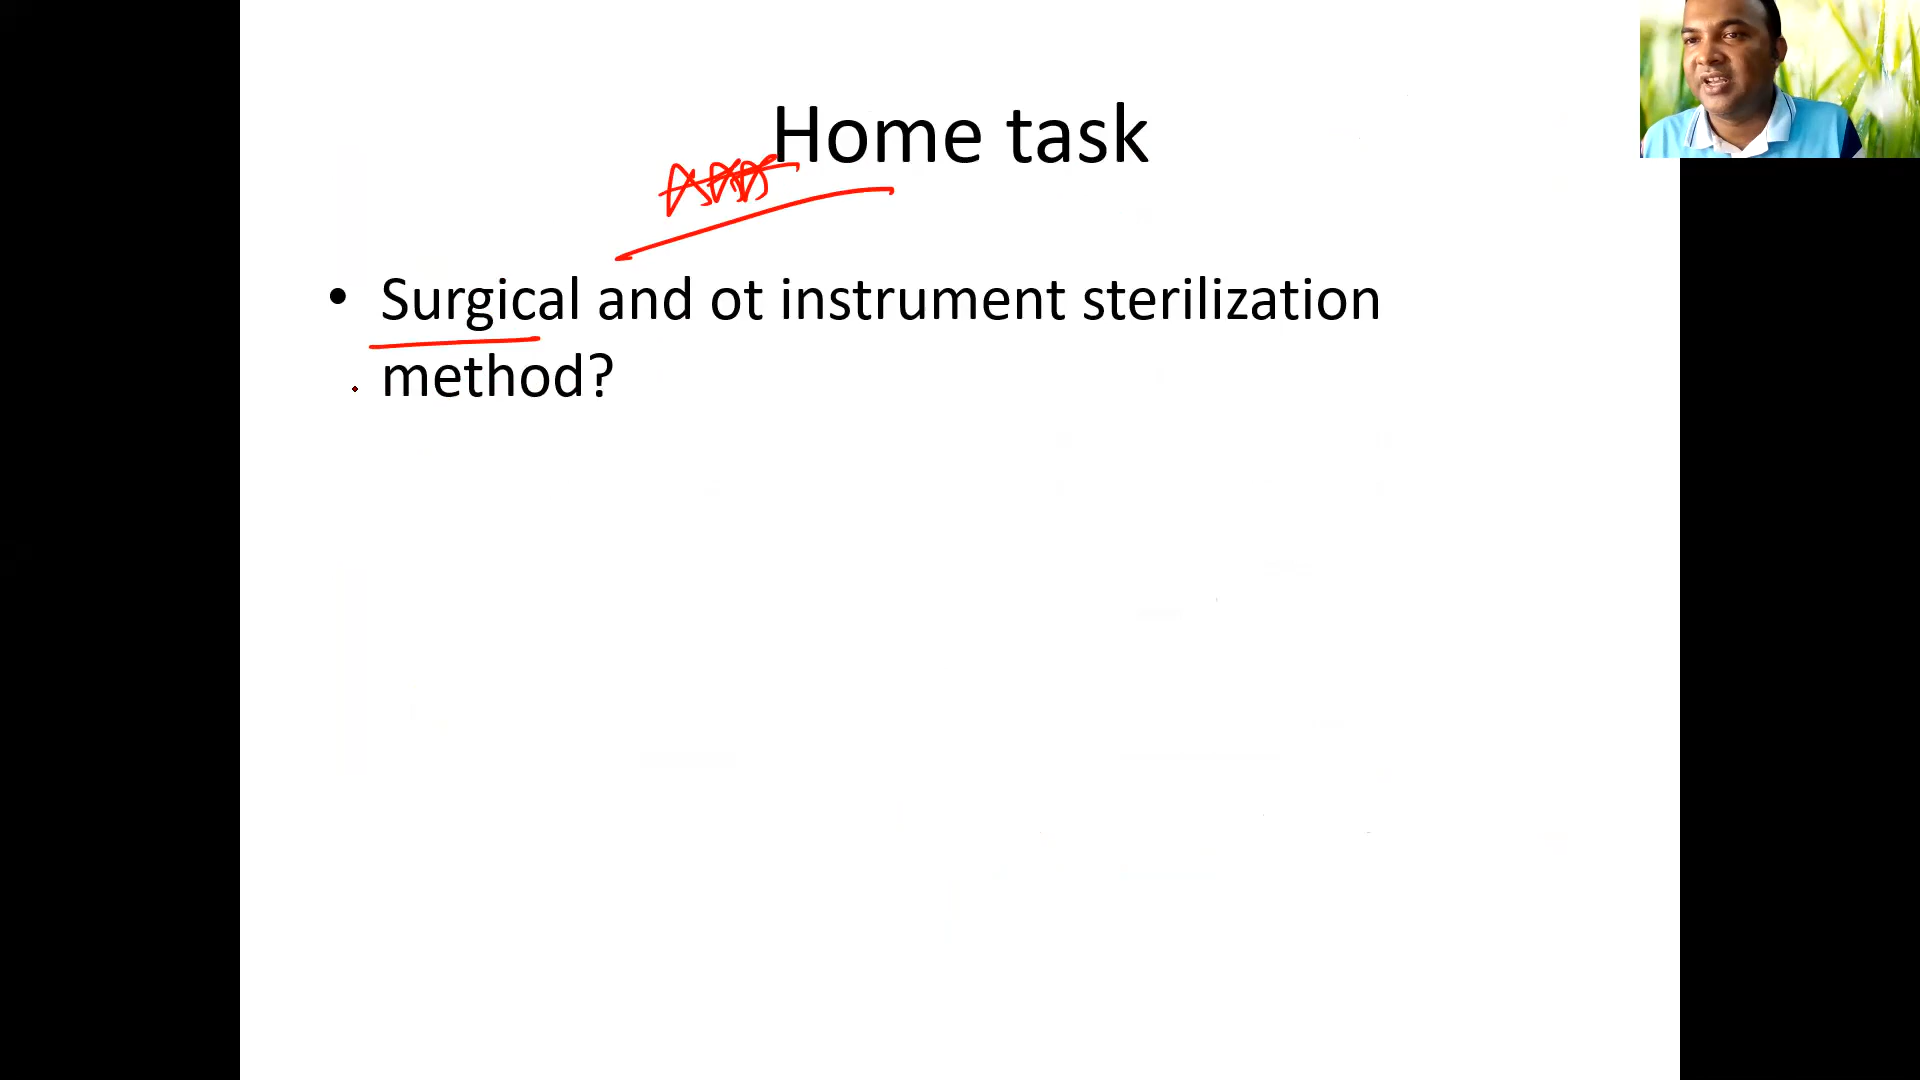 Home task
• Surgical and ot instrument sterilization
method?